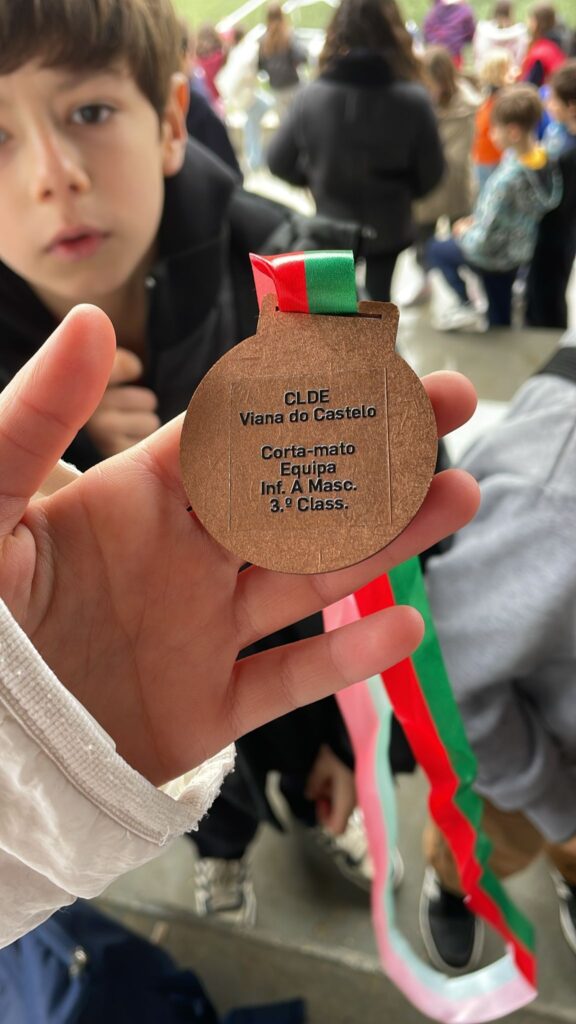 CLDE
Viana do Castelo
Corta-mato
Equipa
Inf. A Masc.
3.º Class.